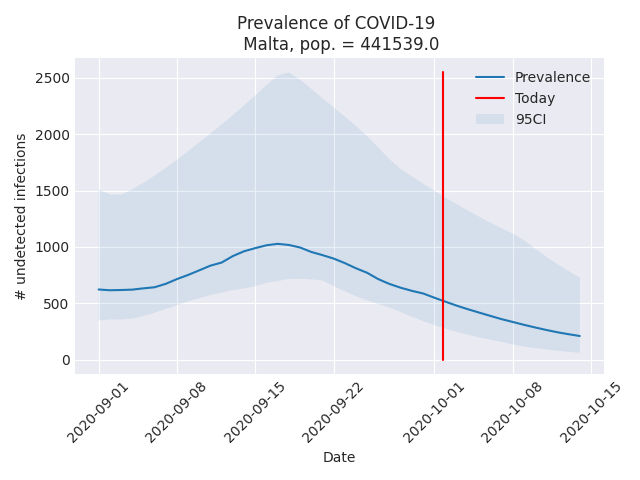 Prevalence of COVID-19
Malta, pop. = 441539.0
2500
2000
1500
1000
500
0
# undetected infections
Prevalence
Today
95CI
2020-09-01
2020-09-08
2020-09-15
2020-09-22
2020-10-01
2020-10-08
2020-10-15
Date